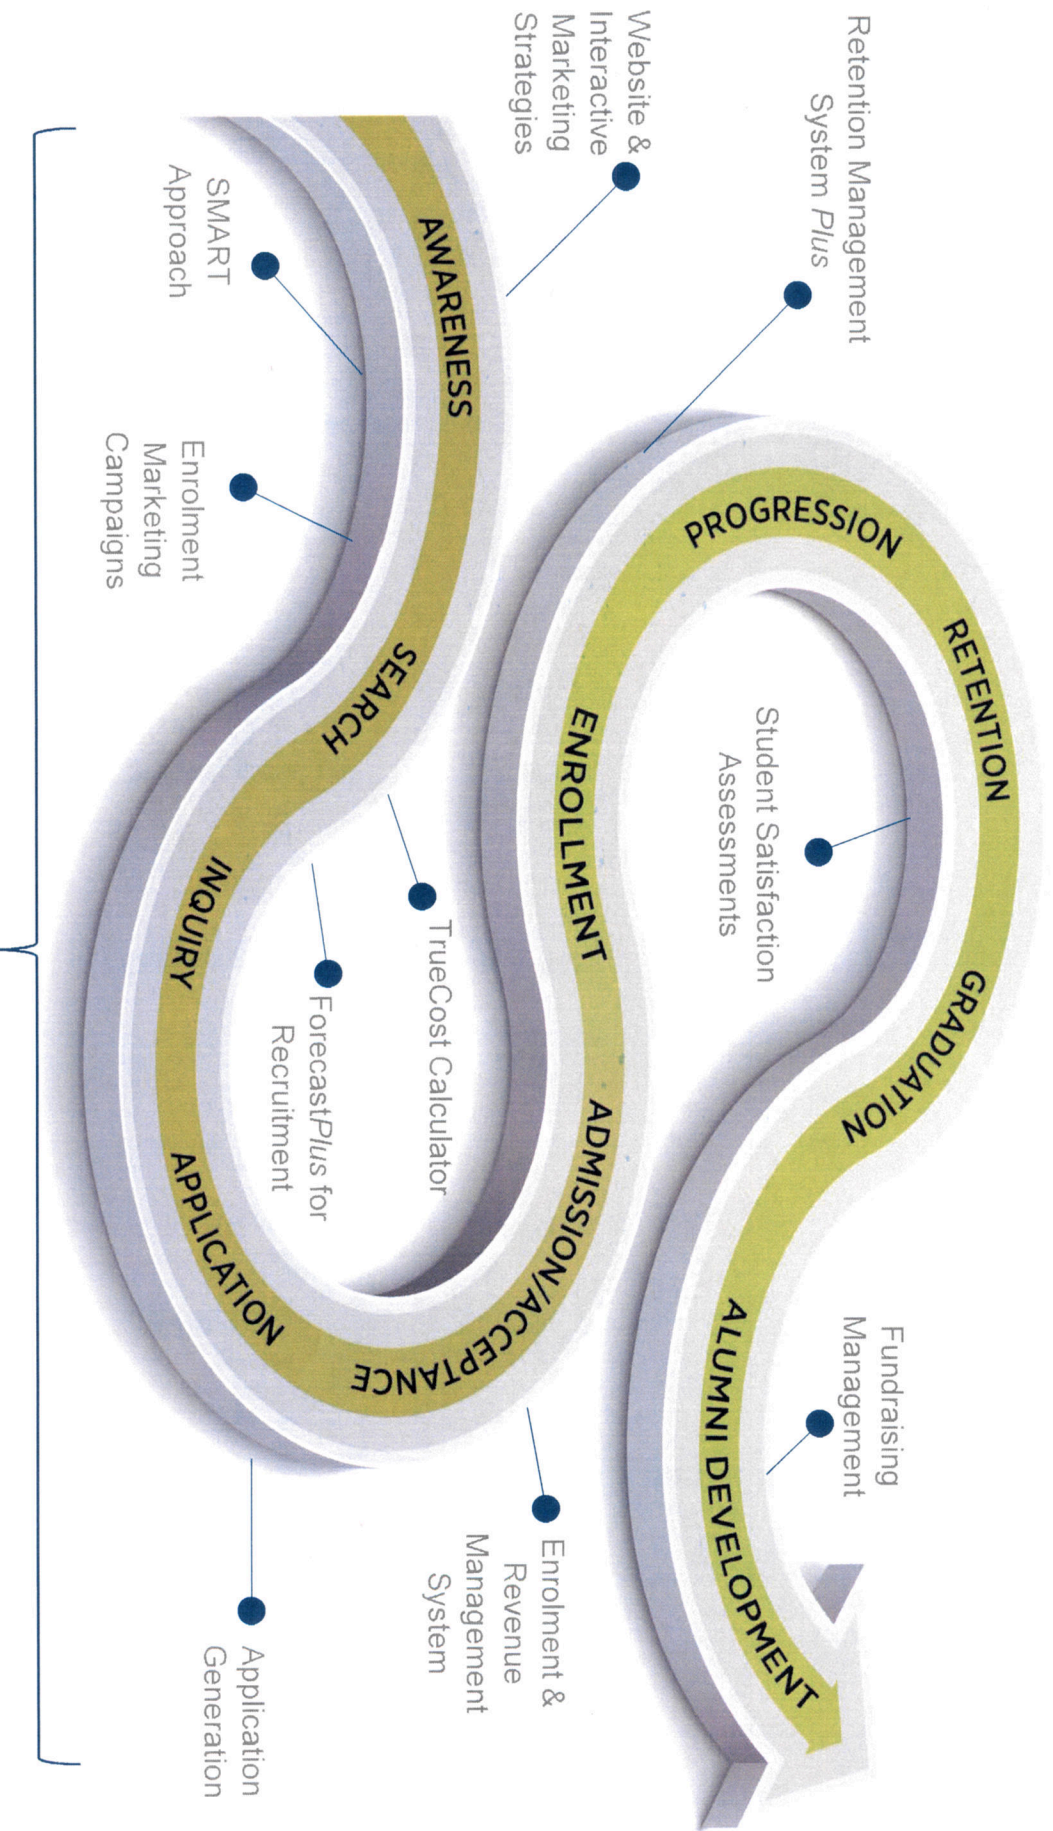 Retention Management
System Plus
PROGRESSION
RETENTION
GRADUATION
Fundraising
Management
ALUMNI DEVELOPMENT
Student Satisfaction
Assessments
Website &
Interactive
Marketing
Strategies
ENROLLMENT
ADMISSION/ACCEPTANCE
Enrolment &
Revenue
Management
System
AWARENESS
SEARCH
TrueCost Calculator
ForecastPlus for
Recruitment
SMART
Approach
Enrolment
Marketing
Campaigns
INQUIRY
APPLICATION
Application
Generation